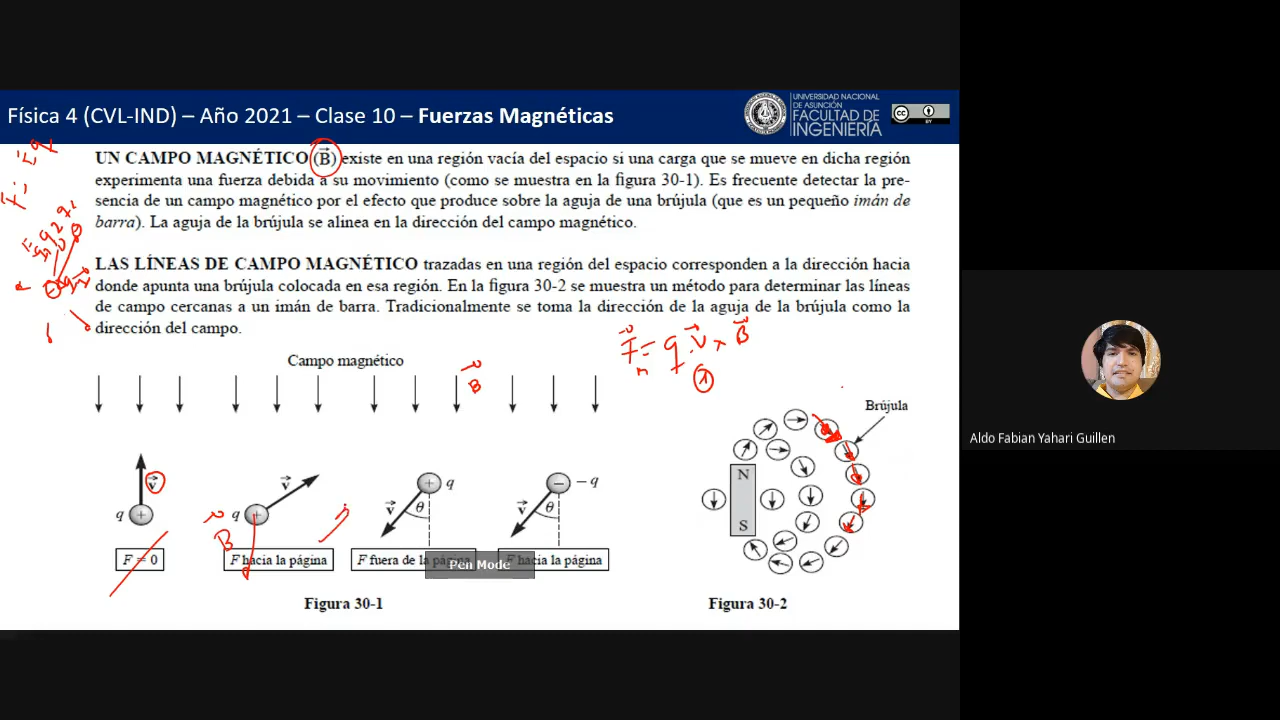 Física 4 (CVL-IND) – Año 2021 – Clase 10 – Fuerzas Magnéticas
UNIVERSIDAD NACIONAL
DE ASUNCIÓN
FACULTAD DE
INGENIERÍA
cc
BY
UN CAMPO MAGNÉTICO (B⃗) existe en una región vacía del espacio si una carga que se mueve en dicha región
experimenta una fuerza debida a su movimiento (como se muestra en la figura 30-1). Es frecuente detectar la pre-
sencia de un campo magnético por el efecto que produce sobre la aguja de una brújula (que es un pequeño imán de
barra). La aguja de la brújula se alinea en la dirección del campo magnético.
LAS LÍNEAS DE CAMPO MAGNÉTICO trazadas en una región del espacio corresponden a la dirección hacia
donde apunta una brújula colocada en esa región. En la figura 30-2 se muestra un método para determinar las líneas
de campo cercanas a un imán de barra. Tradicionalmente se toma la dirección de la aguja de la brújula como la
dirección del campo.
F⃗m = q.v⃗ x B⃗
Campo magnético
B⃗
Brújula
v⃗
q +
q +
v⃗
+ q
v⃗ θ
− −q
v⃗ θ
N
S
B⃗
F = 0
F hacia la página
F fuera de la página
F hacia la página
Pen Mode
Figura 30-1
Figura 30-2
Aldo Fabian Yahari Guillen